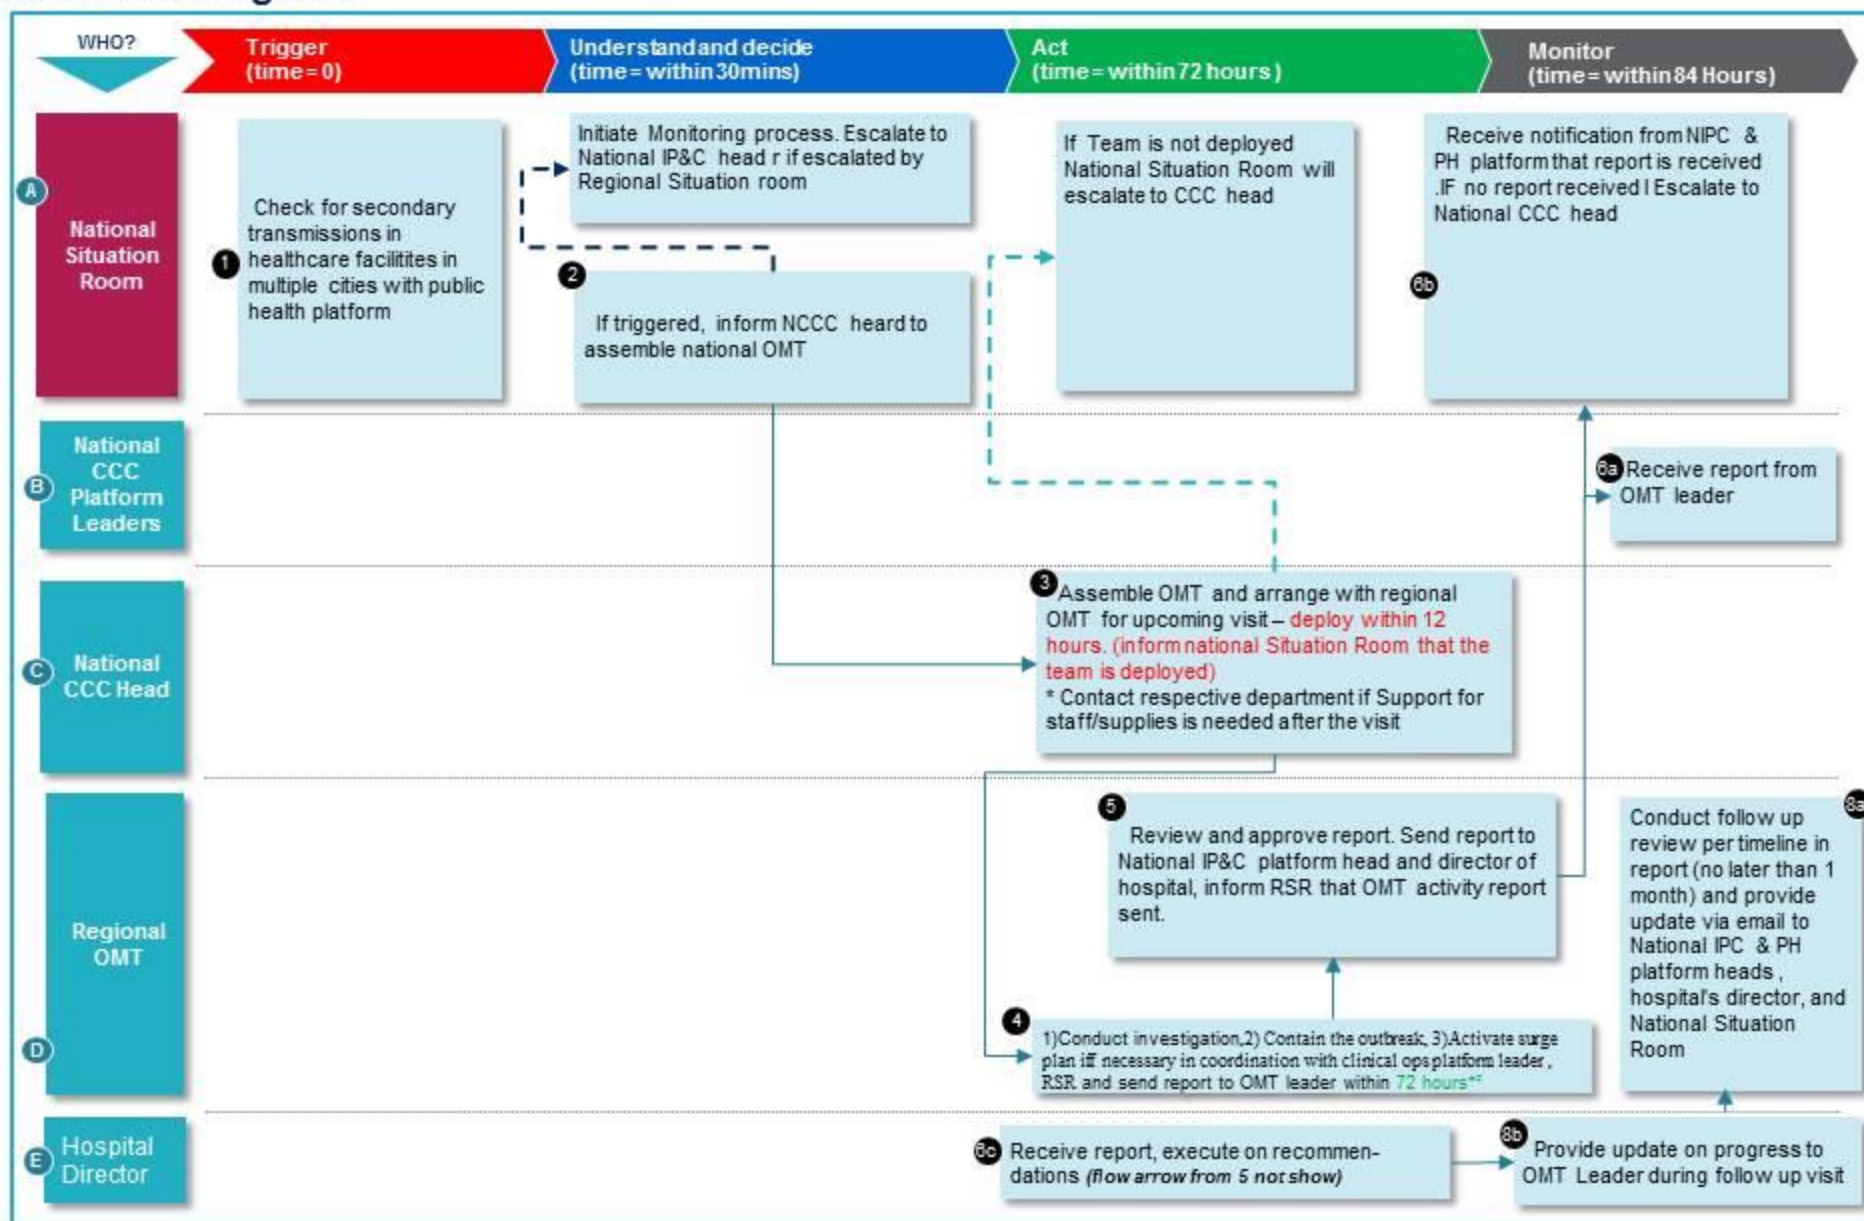 WHO?
Trigger
(time= 0)
Understand and decide
(time= within 30mins)
Act
(time= within 72 hours )
Monitor
(time= within 84 Hours)
A
National
Situation
Room
1
Check for secondary
transmissions in
healthcare facilitites in
multiple cities with public
health platform
Initiate Monitoring process. Escalate to
National IP&C head r if escalated by
Regional Situation room
2
If triggered, inform NCCC heard to
assemble national OMT
If Team is not deployed
National Situation Room will
escalate to CCC head
Receive notification from NIPC &
PH platform that report is received
.IF no report received I Escalate to
National CCC head
6b
B
National
CCC
Platform
Leaders
6a
Receive report from
OMT leader
C
National
CCC Head
3
Assemble OMT and arrange with regional
OMT for upcoming visit – deploy within 12
hours. (inform national Situation Room that the
team is deployed)
* Contact respective department if Support for
staff/supplies is needed after the visit
D
Regional
OMT
5
Review and approve report. Send report to
National IP&C platform head and director of
hospital, inform RSR that OMT activity report
sent.
4
1)Conduct investigation,2) Contain the outbreak, 3)Activate surge
plan iff necessary in coordination with clinical ops platform leader,
RSR and send report to OMT leader within 72 hours
8a
Conduct follow up
review per timeline in
report (no later than 1
month) and provide
update via email to
National IPC & PH
platform heads ,
hospital's director, and
National Situation
Room
E
Hospital
Director
6c
Receive report, execute on recommen-
dations (flow arrow from 5 not show)
8b
Provide update on progress to
OMT Leader during follow up visit